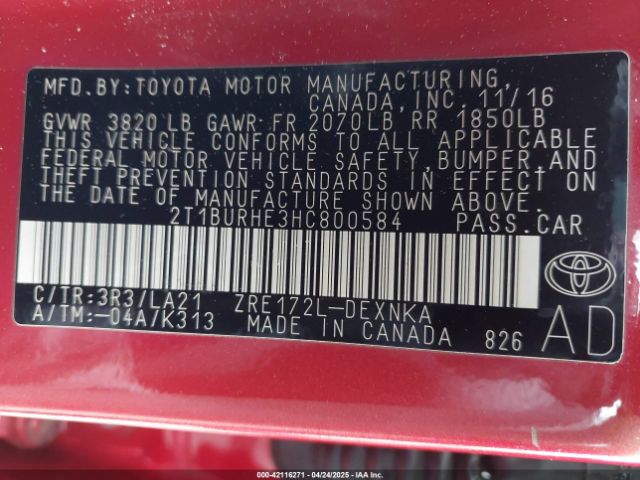 MFD. BY: TOYOTA MOTOR MANUFACTURING,
CANADA, INC. 11/16
GVWR 3820 LB GAWR FR 2070LB RR 1850LB
THIS VEHICLE CONFORMS TO ALL APPLICABLE
FEDERAL MOTOR VEHICLE SAFETY, BUMPER, AND
THEFT PREVENTION STANDARDS IN EFFECT ON
THE DATE OF MANUFACTURE SHOWN ABOVE.
2T1BURHE3HC800584 PASS. CAR
C/TR: 3R3/LA21 ZRE172L-DEXNKA
A/TM: -04A/K313 MADE IN CANADA 826 AD
000-42116271 - 04/24/2025 - IAA Inc.